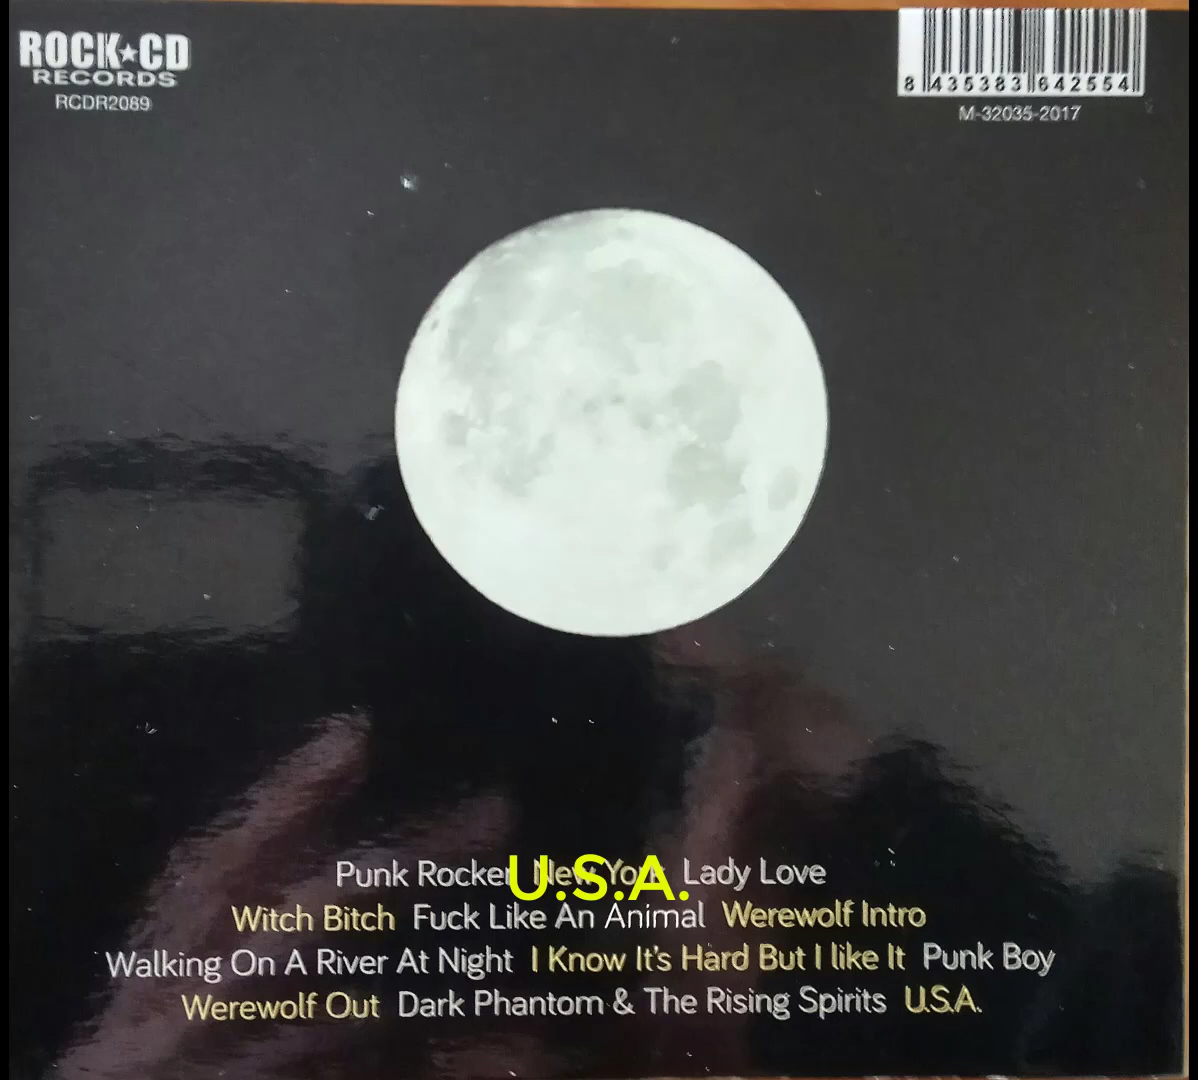 ROCK★CD
RECORDS
RCDR2089
8 435383 642554
M-32035-2017
Punk Rocker New York Lady Love
U.S.A.
Witch Bitch Fuck Like An Animal Werewolf Intro
Walking On A River At Night I Know It's Hard But I like It Punk Boy
Werewolf Out Dark Phantom & The Rising Spirits U.S.A.